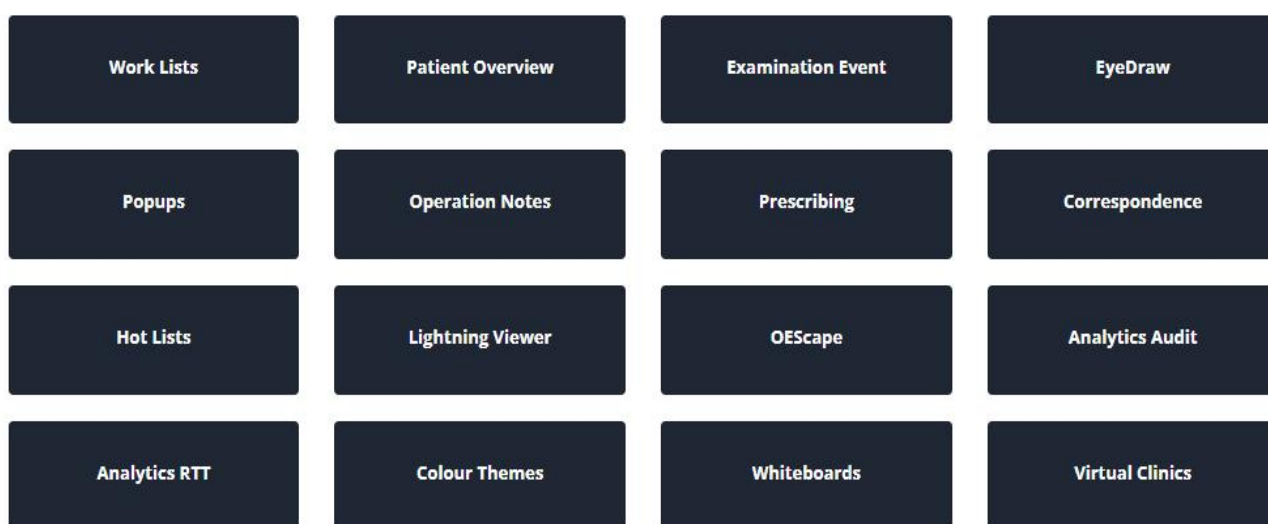 Work Lists
Patient Overview
Examination Event
EyeDraw
Popups
Operation Notes
Prescribing
Correspondence
Hot Lists
Lightning Viewer
OEScape
Analytics Audit
Analytics RTT
Colour Themes
Whiteboards
Virtual Clinics